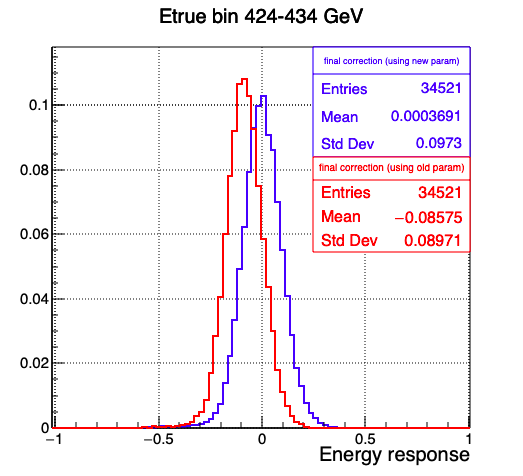 Etrue bin 424-434 GeV
final correction (using new param)
Entries 34521
Mean 0.0003691
Std Dev 0.0973
final correction (using old param)
Entries 34521
Mean −0.08575
Std Dev 0.08971
0.1
0.08
0.06
0.04
0.02
0
−1 −0.5 0 0.5 1
Energy response